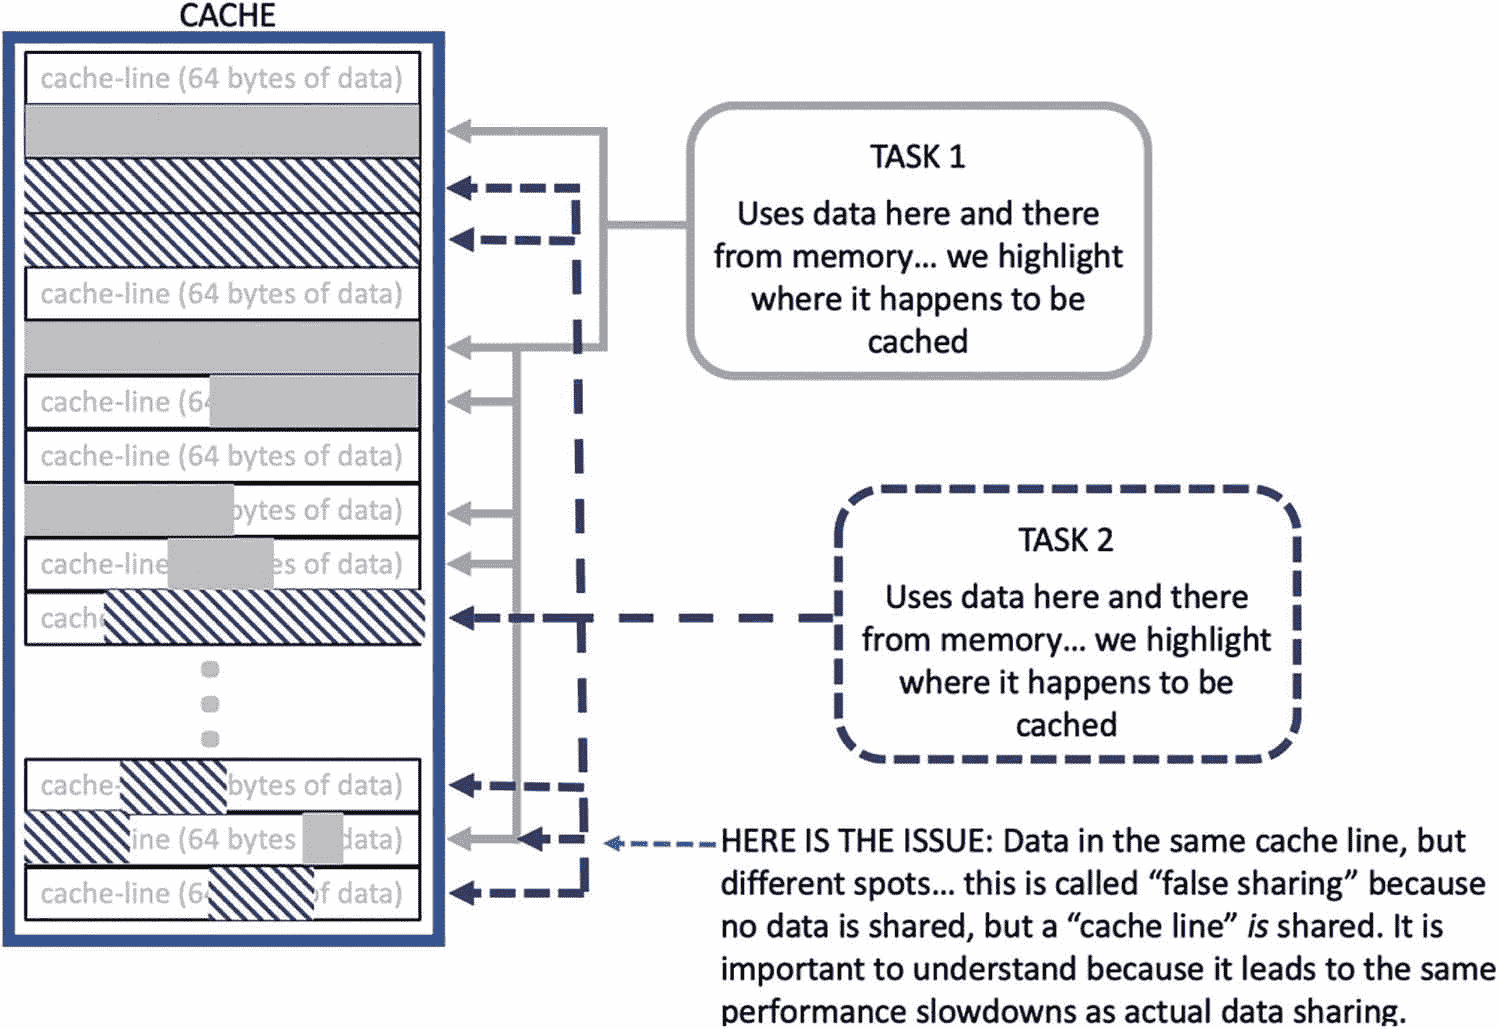 CACHE
cache-line (64 bytes of data)
cache-line (64 bytes of data)
cache-line (64
cache-line (64 bytes of data)
bytes of data)
cache-line es of data)
cache
cache- bytes of data)
ine (64 bytes data)
cache-line (64 of data)
TASK 1
Uses data here and there
from memory... we highlight
where it happens to be
cached
TASK 2
Uses data here and there
from memory... we highlight
where it happens to be
cached
HERE IS THE ISSUE: Data in the same cache line, but
different spots... this is called “false sharing” because
no data is shared, but a “cache line” is shared. It is
important to understand because it leads to the same
performance slowdowns as actual data sharing.